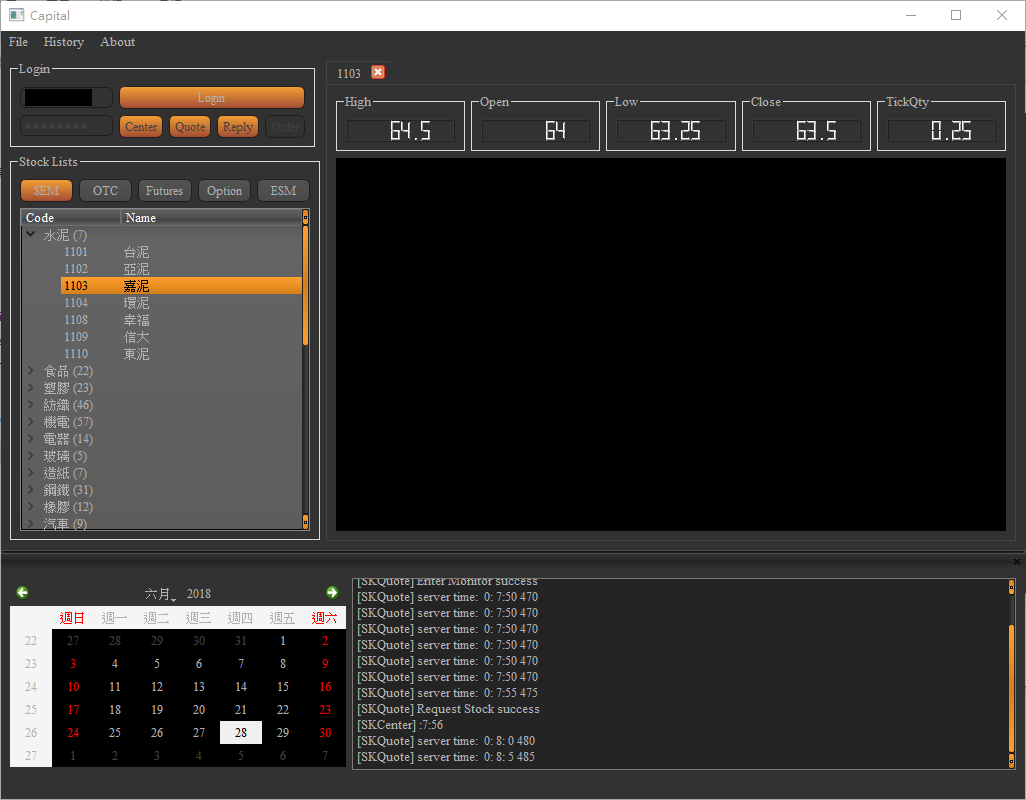 Capital
File History About
Login
Login
Center Quote Reply Order
Stock Lists
SEM OTC Futures Option ESM
Code Name
水泥 (7)
1101 台泥
1102 亞泥
1103 嘉泥
1104 環泥
1108 幸福
1109 信大
1110 東泥
食品 (22)
塑膠 (23)
紡織 (46)
機電 (57)
電器 (14)
玻璃 (5)
造紙 (7)
鋼鐵 (31)
橡膠 (12)
汽車 (9)
1103
High Open Low Close TickQty
64.5 64 63.25 63.5 0.25
六月 2018
週日 週一 週二 週三 週四 週五 週六
22 27 28 29 30 31 1 2
23 3 4 5 6 7 8 9
24 10 11 12 13 14 15 16
25 17 18 19 20 21 22 23
26 24 25 26 27 28 29 30
27 1 2 3 4 5 6 7
[SKQuote] Enter Monitor success
[SKQuote] server time: 0: 7:50 470
[SKQuote] server time: 0: 7:50 470
[SKQuote] server time: 0: 7:50 470
[SKQuote] server time: 0: 7:50 470
[SKQuote] server time: 0: 7:50 470
[SKQuote] server time: 0: 7:50 470
[SKQuote] server time: 0: 7:55 475
[SKQuote] Request Stock success
[SKCenter] :7:56
[SKQuote] server time: 0: 8: 0 480
[SKQuote] server time: 0: 8: 5 485